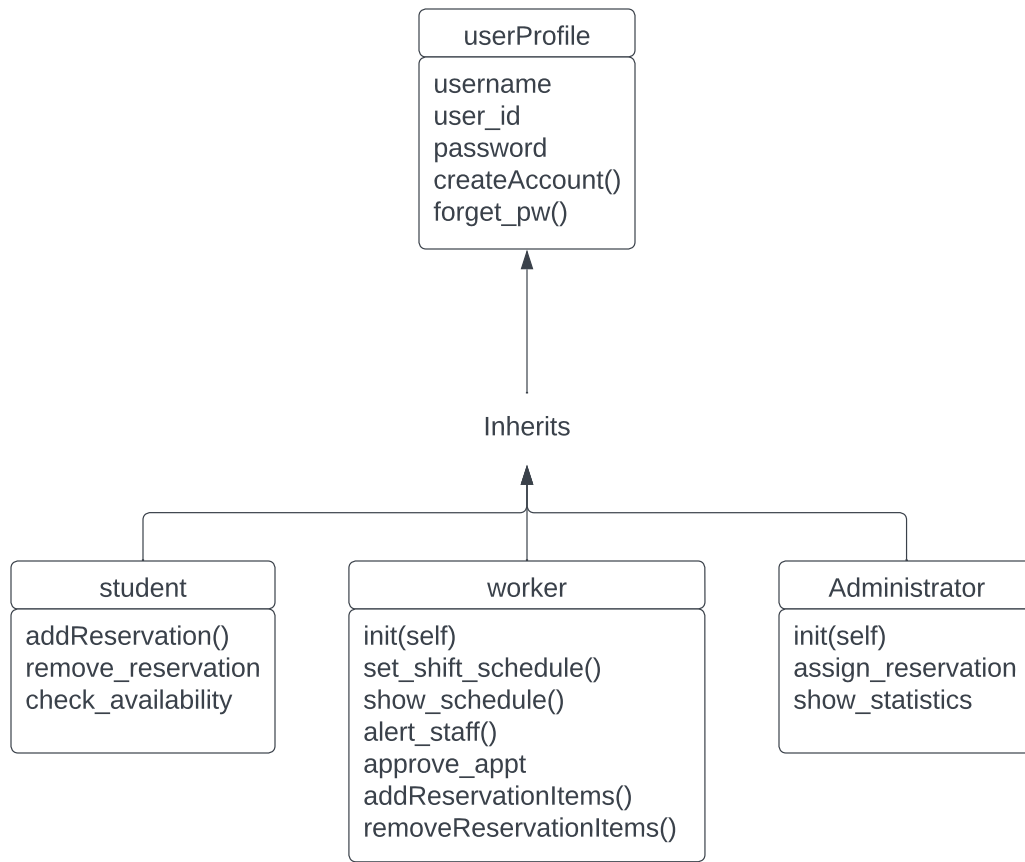 userProfile
username
user_id
password
createAccount()
forget_pw()
Inherits
student
addReservation()
remove_reservation
check_availability
worker
init(self)
set_shift_schedule()
show_schedule()
alert_staff()
approve_appt
addReservationItems()
removeReservationItems()
Administrator
init(self)
assign_reservation
show_statistics